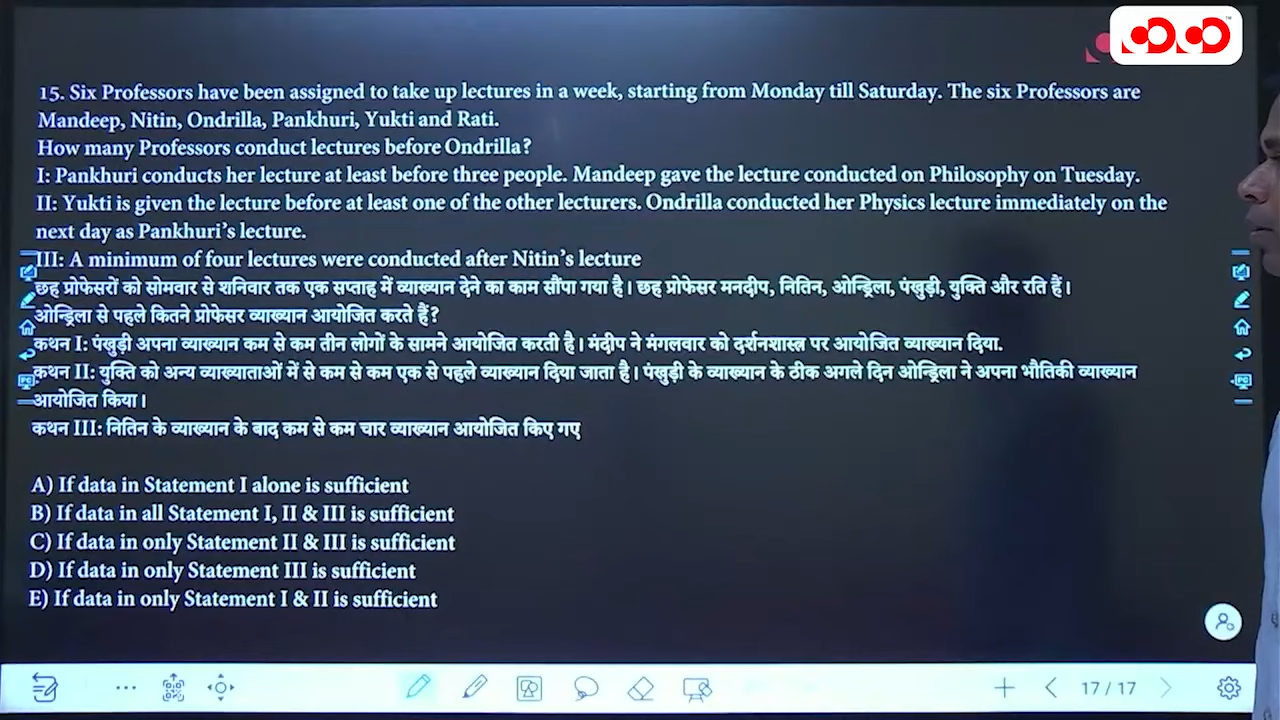 15. Six Professors have been assigned to take up lectures in a week, starting from Monday till Saturday. The six Professors are
Mandeep, Nitin, Ondrilla, Pankhuri, Yukti and Rati.
How many Professors conduct lectures before Ondrilla?
I: Pankhuri conducts her lecture at least before three people. Mandeep gave the lecture conducted on Philosophy on Tuesday.
II: Yukti is given the lecture before at least one of the other lecturers. Ondrilla conducted her Physics lecture immediately on the
next day as Pankhuri's lecture.
III: A minimum of four lectures were conducted after Nitin's lecture
छह प्रोफेसरों को सोमवार से शनिवार तक एक सप्ताह में व्याख्यान देने का काम सौंपा गया है। छह प्रोफेसर मनदीप, नितिन, ओन्ड्रिला, पंखुड़ी, युक्ति और रति हैं।
ओन्ड्रिला से पहले कितने प्रोफेसर व्याख्यान आयोजित करते हैं?
कथन I: पंखुड़ी अपना व्याख्यान कम से कम तीन लोगों के सामने आयोजित करती है। मंदीप ने मंगलवार को दर्शनशास्त्र पर आयोजित व्याख्यान दिया.
कथन II: युक्ति को अन्य व्याख्याताओं में से कम से कम एक से पहले व्याख्यान दिया जाता है। पंखुड़ी के व्याख्यान के ठीक अगले दिन ओन्ड्रिला ने अपना भौतिकी व्याख्यान
आयोजित किया।
कथन III: नितिन के व्याख्यान के बाद कम से कम चार व्याख्यान आयोजित किए गए
A) If data in Statement I alone is sufficient
B) If data in all Statement I, II & III is sufficient
C) If data in only Statement II & III is sufficient
D) If data in only Statement III is sufficient
E) If data in only Statement I & II is sufficient
17 / 17